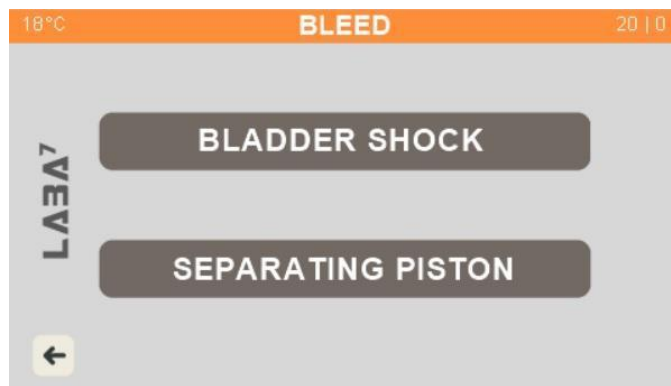 18°C BLEED 20 | 0
BLADDER SHOCK
LABA7
SEPARATING PISTON